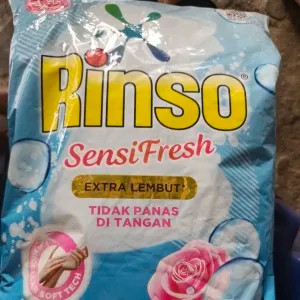 Rinso
SensiFresh
EXTRA LEMBUT*
TIDAK PANAS
DI TANGAN
SOFT TECH